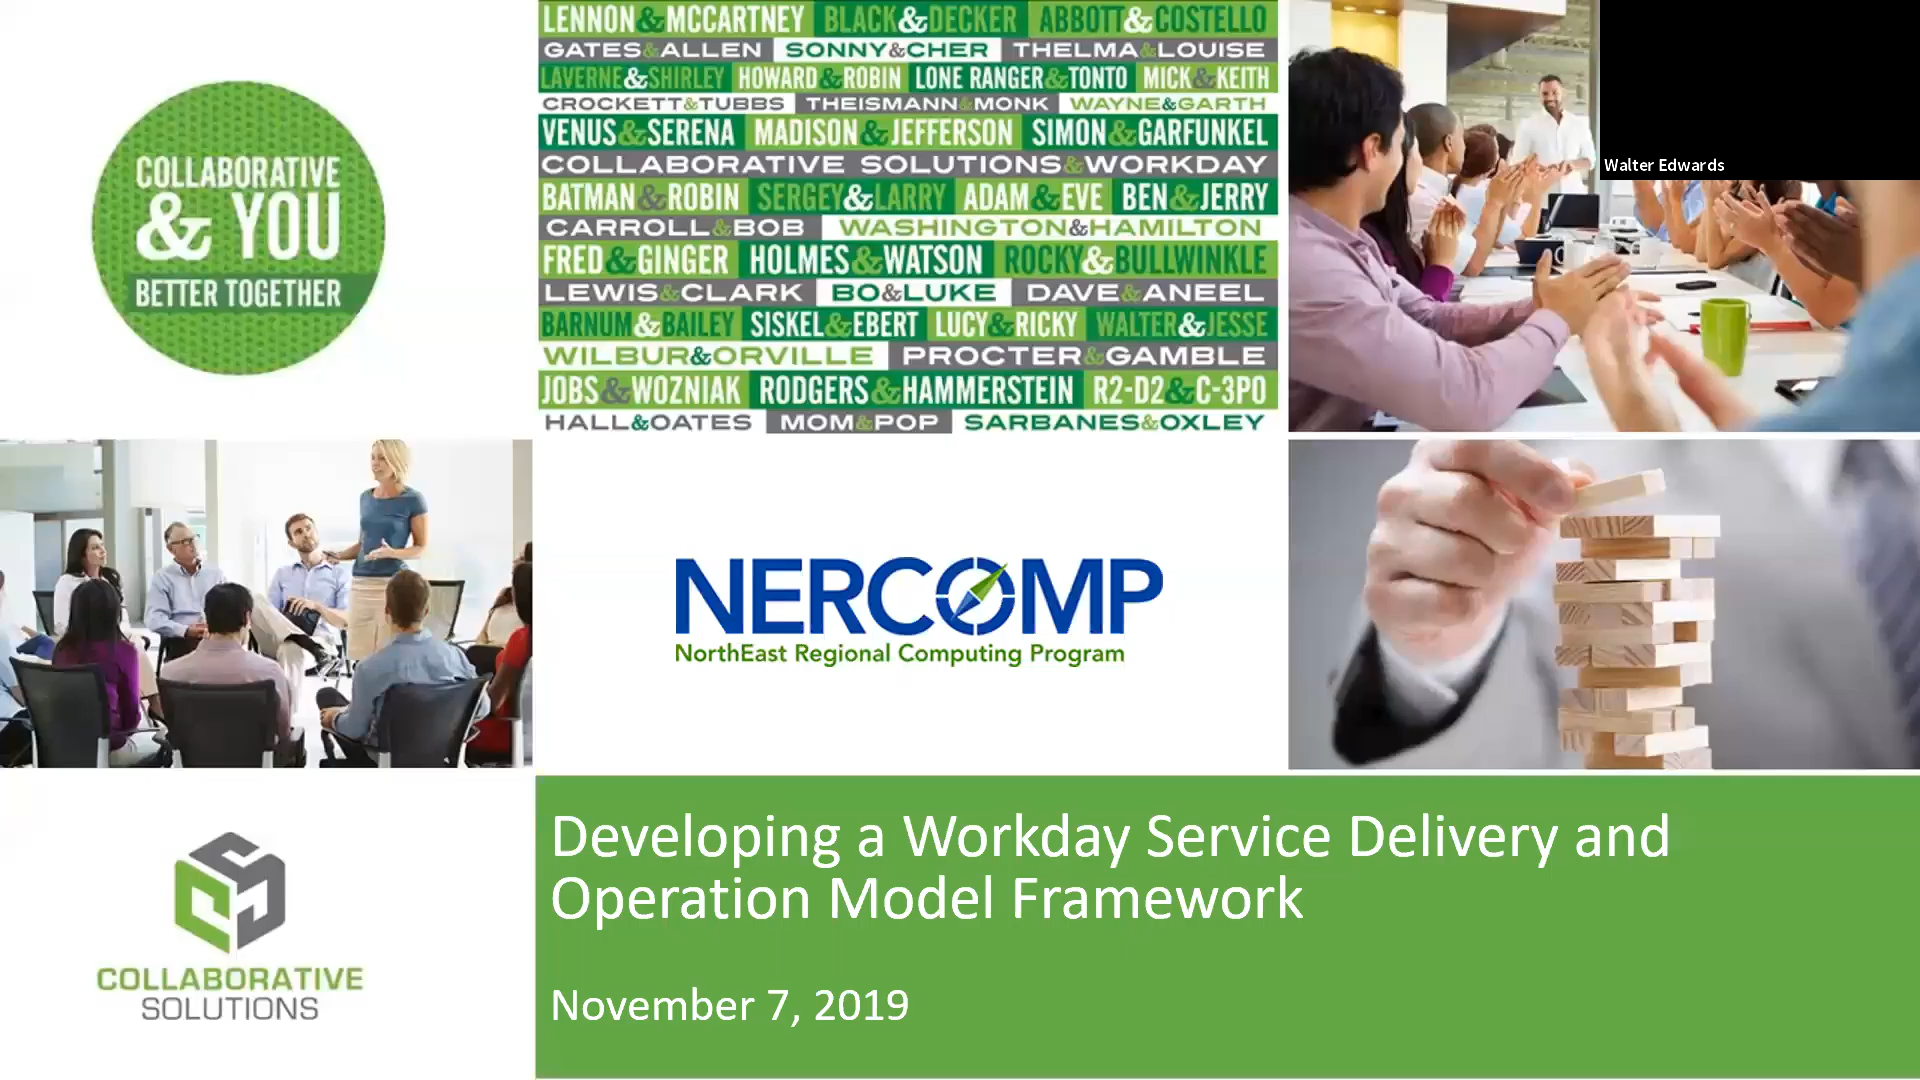 COLLABORATIVE
& YOU
BETTER TOGETHER
LENNON & MCCARTNEY BLACK & DECKER ABBOTT & COSTELLO
GATES & ALLEN SONNY & CHER THELMA & LOUISE
LAVERNE & SHIRLEY HOWARD & ROBIN LONE RANGER & TONTO MICK & KEITH
CROCKETT & TUBBS THEISMANN & MONK WAYNE & GARTH
VENUS & SERENA MADISON & JEFFERSON SIMON & GARFUNKEL
COLLABORATIVE SOLUTIONS & WORKDAY
BATMAN & ROBIN SERGEY & LARRY ADAM & EVE BEN & JERRY
CARROLL & BOB WASHINGTON & HAMILTON
FRED & GINGER HOLMES & WATSON ROCKY & BULLWINKLE
LEWIS & CLARK BO & LUKE DAVE & ANEEL
BARNUM & BAILEY SISKEL & EBERT LUCY & RICKY WALTER & JESSE
WILBUR & ORVILLE PROCTER & GAMBLE
JOBS & WOZNIAK RODGERS & HAMMERSTEIN R2-D2 & C-3PO
HALL & OATES MOM & POP SARBANES & OXLEY
Walter Edwards
NERCOMP
NorthEast Regional Computing Program
COLLABORATIVE
SOLUTIONS
Developing a Workday Service Delivery and
Operation Model Framework
November 7, 2019